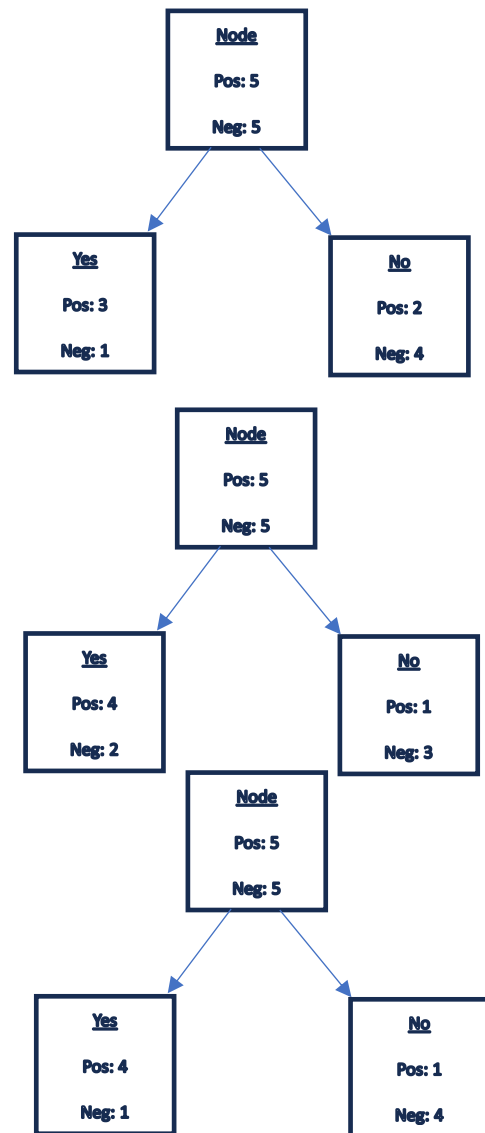 Node
Pos: 5
Neg: 5
Yes
Pos: 3
Neg: 1
No
Pos: 2
Neg: 4
Node
Pos: 5
Neg: 5
Yes
Pos: 4
Neg: 2
No
Pos: 1
Neg: 3
Node
Pos: 5
Neg: 5
Yes
Pos: 4
Neg: 1
No
Pos: 1
Neg: 4